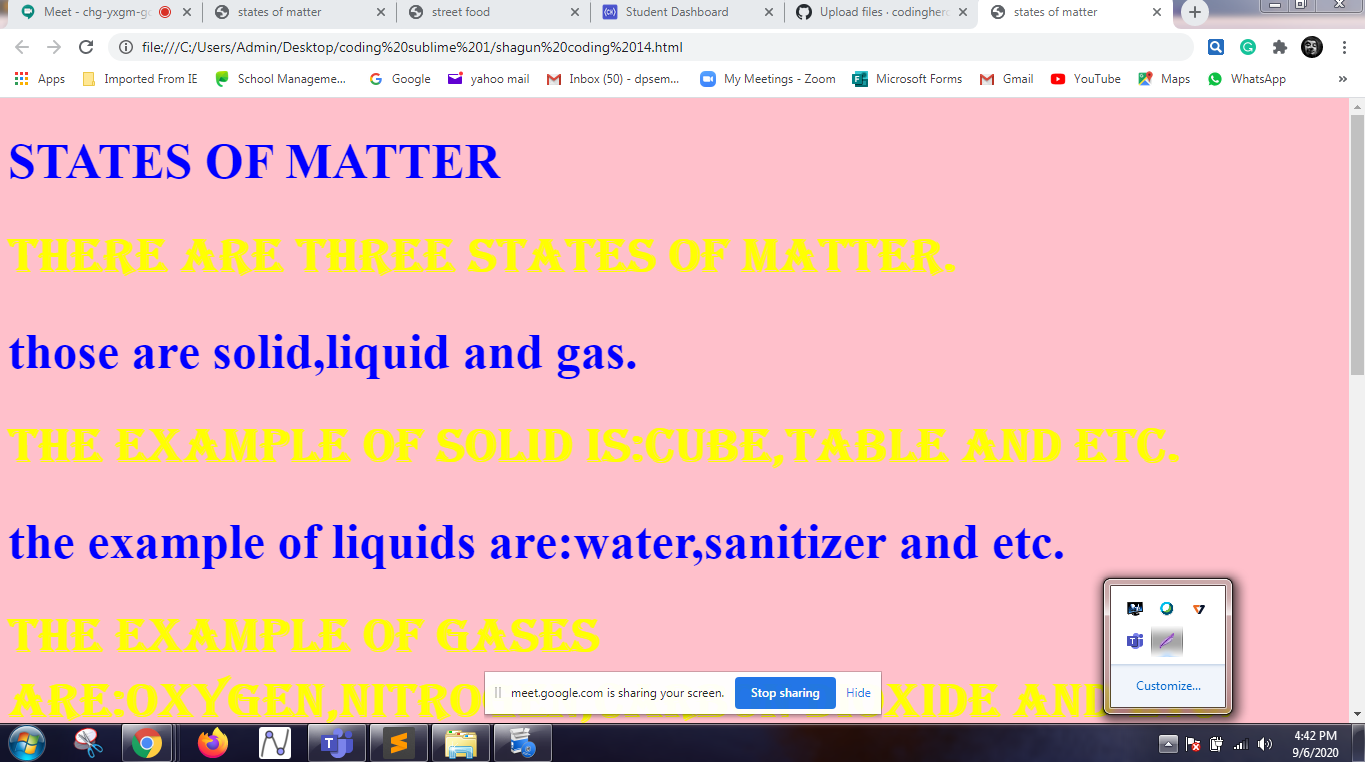 Meet - chg-yxgm-g
states of matter
street food
Student Dashboard
Upload files · codingher
states of matter
file:///C:/Users/Admin/Desktop/coding%20sublime%201/shagun%20coding%2014.html
Apps
Imported From IE
School Manageme...
Google
yahoo mail
Inbox (50) - dpsem...
My Meetings - Zoom
Microsoft Forms
Gmail
YouTube
Maps
WhatsApp
»
STATES OF MATTER
THERE ARE THREE STATES OF MATTER.
those are solid,liquid and gas.
THE EXAMPLE OF SOLID IS:CUBE,TABLE AND ETC.
the example of liquids are:water,sanitizer and etc.
THE EXAMPLE OF GASES
ARE:OXYGEN,NITRO
XIDE AND
Customize...
meet.google.com is sharing your screen.
Stop sharing
Hide
4:42 PM
9/6/2020